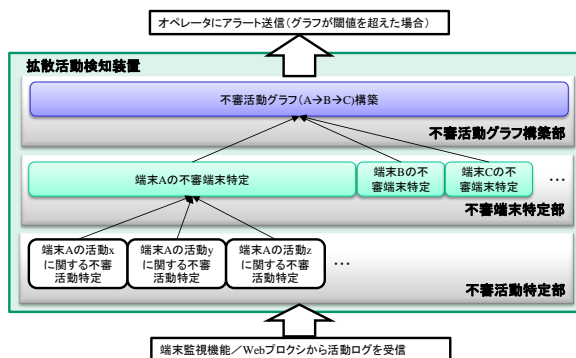 オペレータにアラート送信(グラフが閾値を超えた場合)
拡散活動検知装置
不審活動グラフ(A→B→C)構築
不審活動グラフ構築部
端末Aの不審端末特定
端末Bの不
審端末特定
端末Cの不
審端末特定
…
不審端末特定部
端末Aの活動x
に関する不審
活動特定
端末Aの活動y
に関する不審
活動特定
端末Aの活動z
に関する不審
活動特定
…
不審活動特定部
端末監視機能/Webプロクシから活動ログを受信